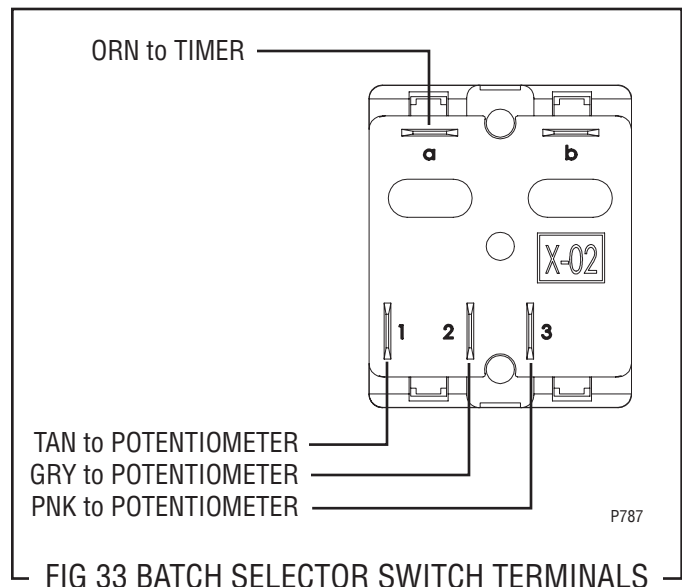 ORN to TIMER
a b
X-02
1 2 3
TAN to POTENTIOMETER
GRY to POTENTIOMETER
PNK to POTENTIOMETER
P787
FIG 33 BATCH SELECTOR SWITCH TERMINALS